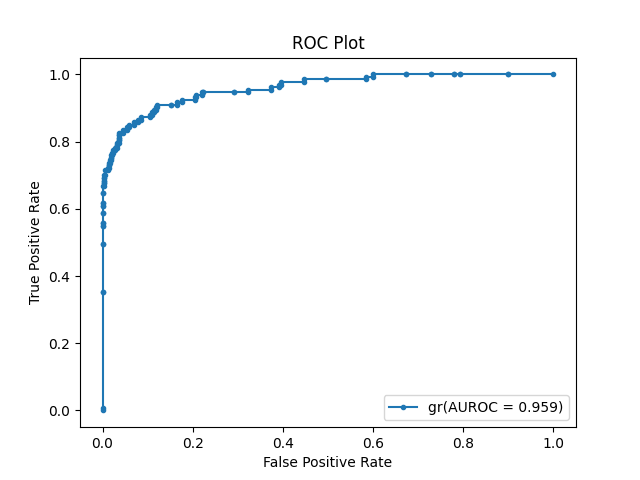 ROC Plot
True Positive Rate
1.0
0.8
0.6
0.4
0.2
0.0
0.0 0.2 0.4 0.6 0.8 1.0
False Positive Rate
gr(AUROC = 0.959)